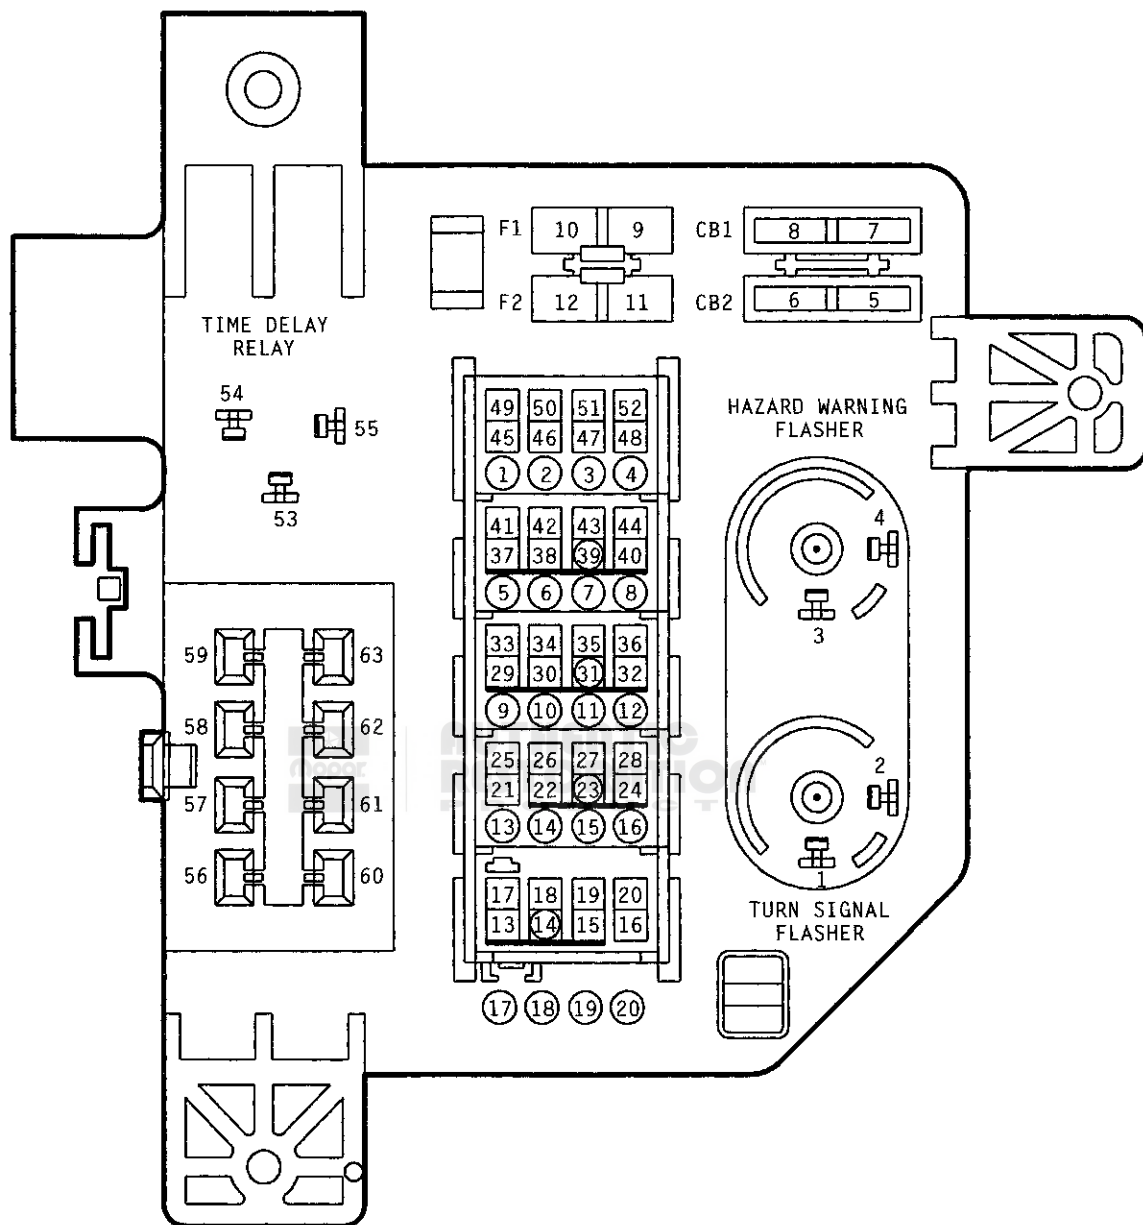 F1 10 9 CB1 8 7
F2 12 11 CB2 6 5
TIME DELAY
RELAY
54
55
53
49 50 51 52
45 46 47 48
1 2 3 4
41 42 43 44
37 38 39 40
5 6 7 8
33 34 35 36
29 30 31 32
9 10 11 12
25 26 27 28
21 22 23 24
13 14 15 16
17 18 19 20
13 14 15 16
17 18 19 20
HAZARD WARNING
FLASHER
4
3
2
1
TURN SIGNAL
FLASHER
59 63
58 62
57 61
56 60
mopar
AUTHENTIC
RESTORATION
PRODUCT